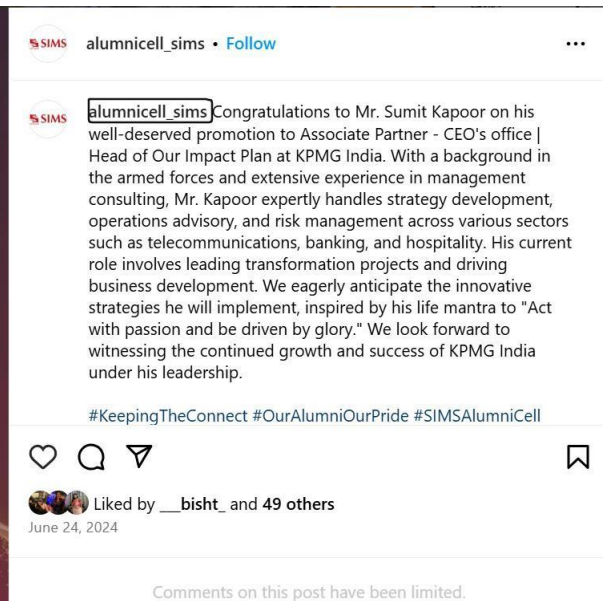 SIMS alumnicell_sims • Follow
SIMS alumnicell_sims Congratulations to Mr. Sumit Kapoor on his
well-deserved promotion to Associate Partner - CEO's office |
Head of Our Impact Plan at KPMG India. With a background in
the armed forces and extensive experience in management
consulting, Mr. Kapoor expertly handles strategy development,
operations advisory, and risk management across various sectors
such as telecommunications, banking, and hospitality. His current
role involves leading transformation projects and driving
business development. We eagerly anticipate the innovative
strategies he will implement, inspired by his life mantra to "Act
with passion and be driven by glory." We look forward to
witnessing the continued growth and success of KPMG India
under his leadership.
#KeepingTheConnect #OurAlumniOurPride #SIMSAlumniCell
Liked by ___bisht_ and 49 others
June 24, 2024
Comments on this post have been limited.